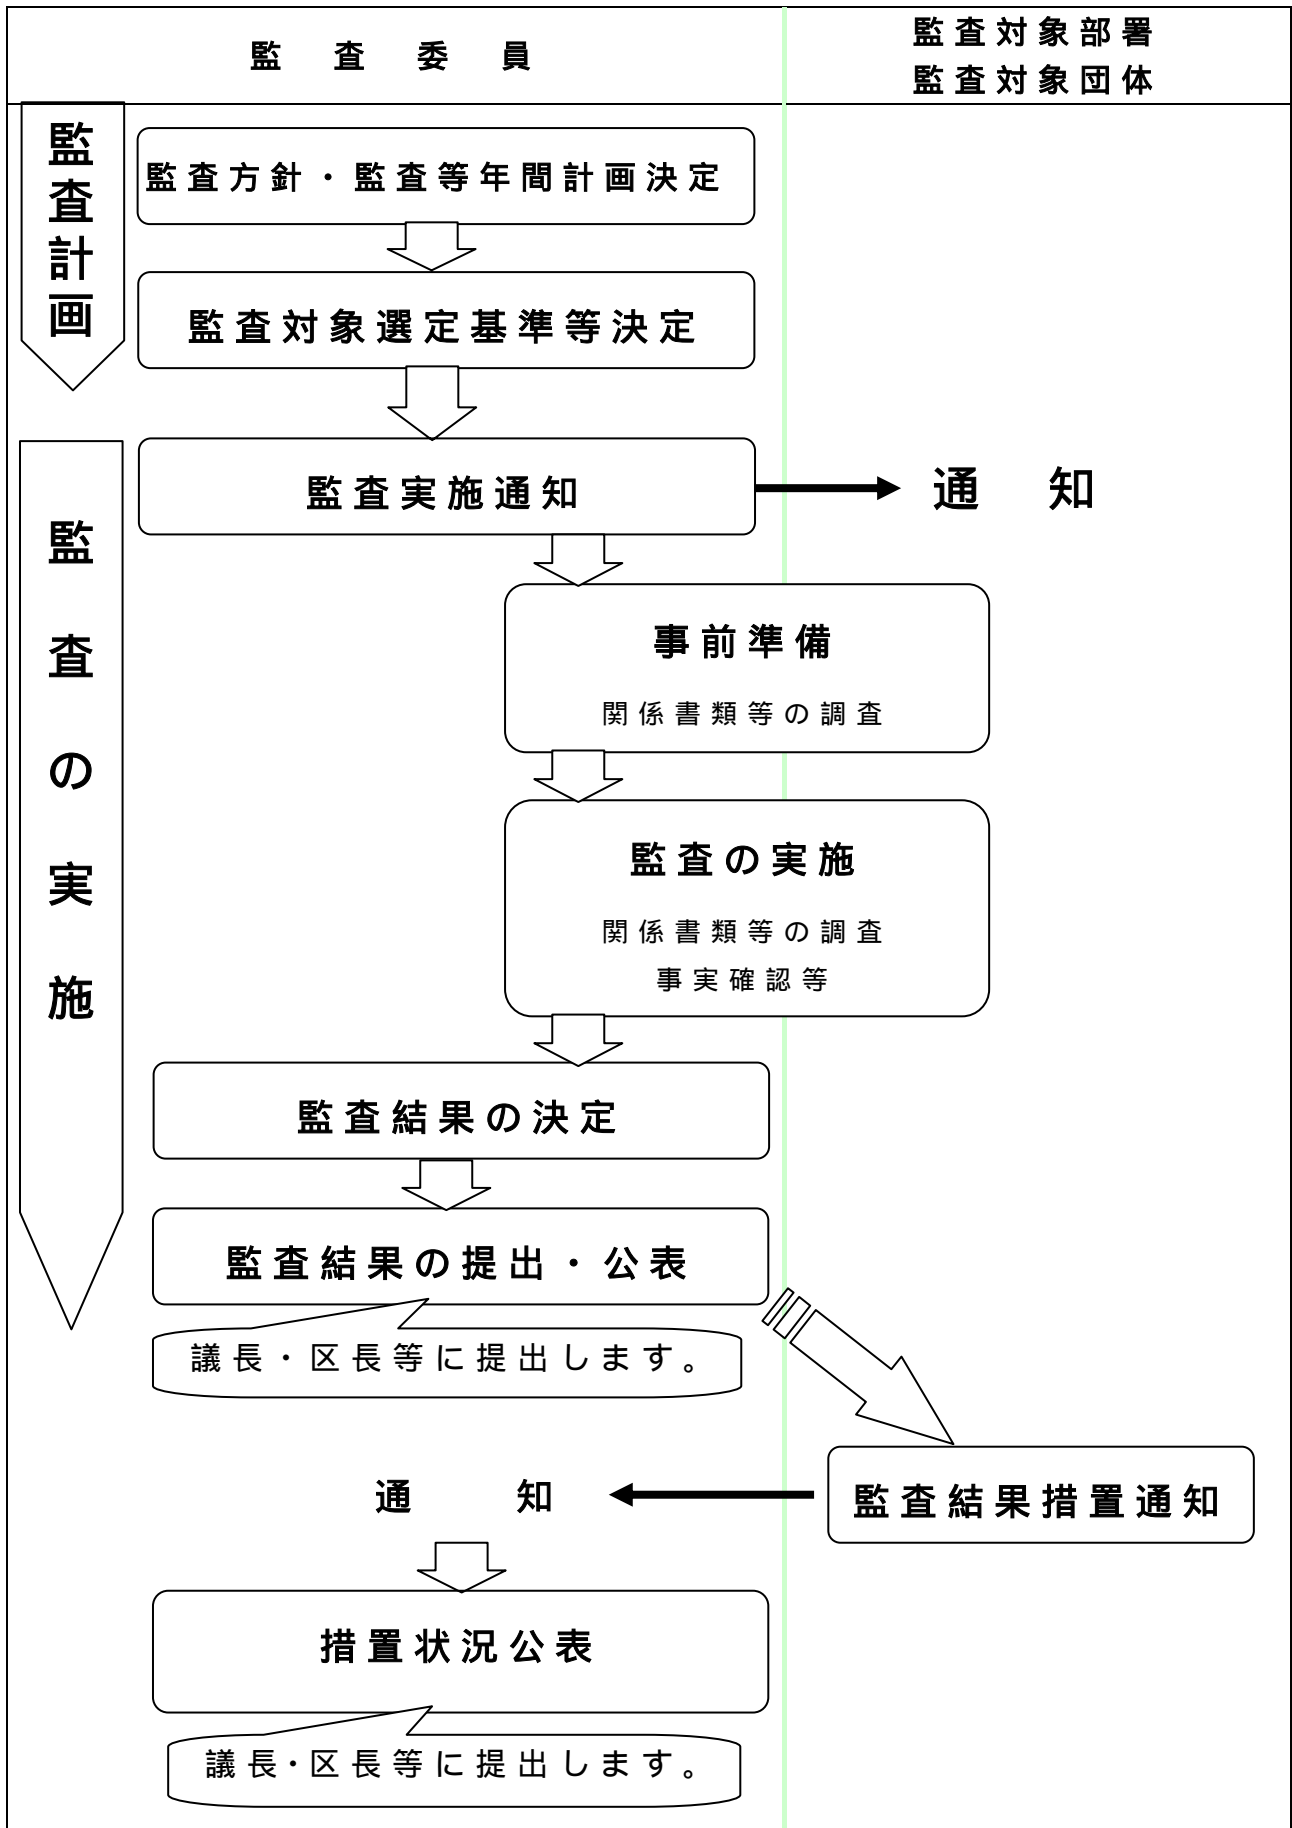 監査委員
監査対象部署
監査対象団体
監査計画
監査方針・監査等年間計画決定
監査対象選定基準等決定
監査の実施
監査実施通知
通知
事前準備
関係書類等の調査
監査の実施
関係書類等の調査
事実確認等
監査結果の決定
監査結果の提出・公表
議長・区長等に提出します。
監査結果措置通知
通知
措置状況公表
議長・区長等に提出します。